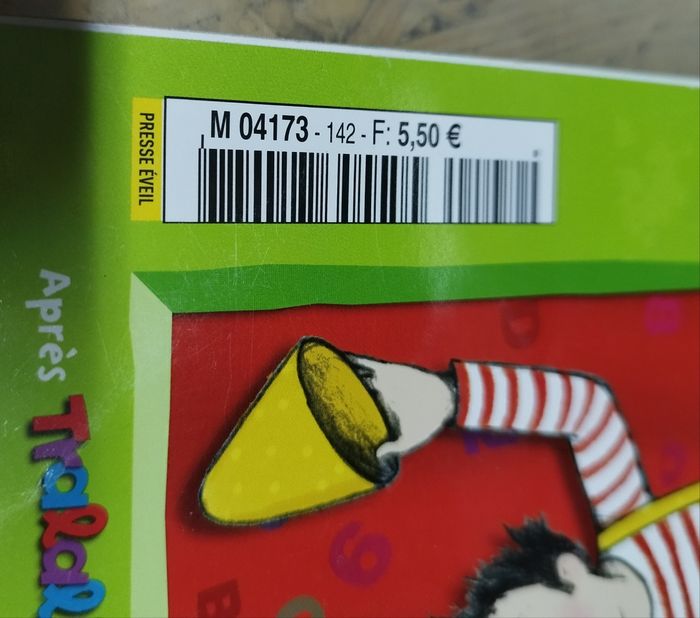 M 04173 - 142 - F: 5,50 €
PRESSE ÉVEIL
Après